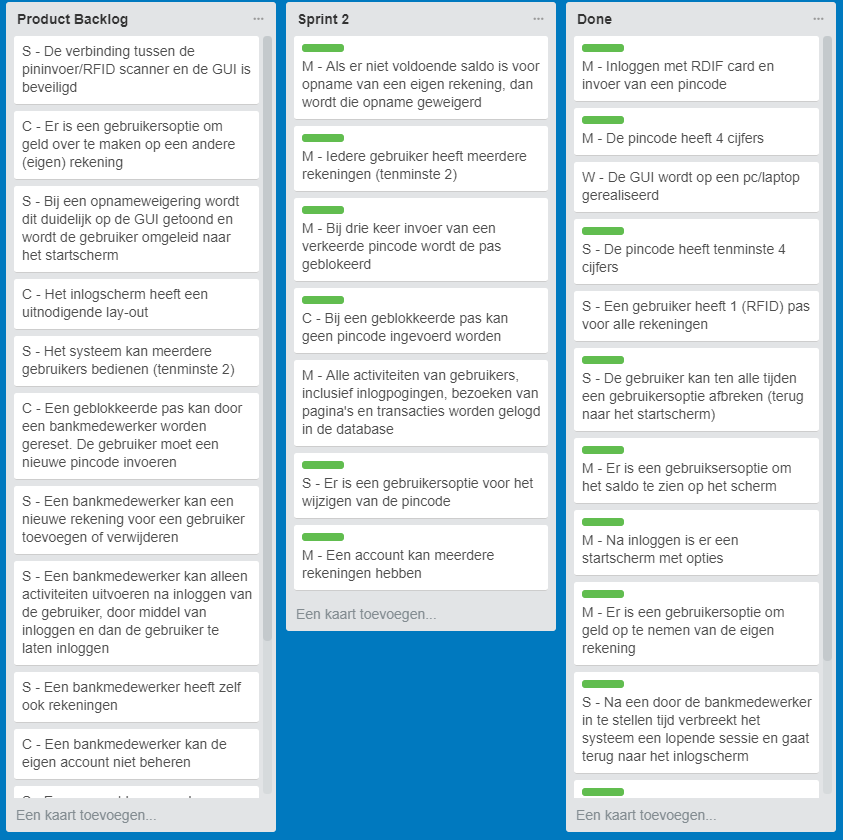 Product Backlog
S - De verbinding tussen de
pininvoer/RFID scanner en de GUI is
beveiligd
C - Er is een gebruikersoptie om
geld over te maken op een andere
(eigen) rekening
S - Bij een opnameweigering wordt
dit duidelijk op de GUI getoond en
wordt de gebruiker omgeleid naar
het startscherm
C - Het inlogscherm heeft een
uitnodigende lay-out
S - Het systeem kan meerdere
gebruikers bedienen (tenminste 2)
C - Een geblokkeerde pas kan door
een bankmedewerker worden
gereset. De gebruiker moet een
nieuwe pincode invoeren
S - Een bankmedewerker kan een
nieuwe rekening voor een gebruiker
toevoegen of verwijderen
S - Een bankmedewerker kan alleen
activiteiten uitvoeren na inloggen van
de gebruiker, door middel van
inloggen en dan de gebruiker te
laten inloggen
S - Een bankmedewerker heeft zelf
ook rekeningen
C - Een bankmedewerker kan de
eigen account niet beheren
Een kaart toevoegen...
Sprint 2
M - Als er niet voldoende saldo is voor
opname van een eigen rekening, dan
wordt die opname geweigerd
M - Iedere gebruiker heeft meerdere
rekeningen (tenminste 2)
M - Bij drie keer invoer van een
verkeerde pincode wordt de pas
geblokeerd
C - Bij een geblokkeerde pas kan
geen pincode ingevoerd worden
M - Alle activiteiten van gebruikers,
inclusief inlogpogingen, bezoeken van
pagina's en transacties worden gelogd
in de database
S - Er is een gebruikersoptie voor het
wijzigen van de pincode
M - Een account kan meerdere
rekeningen hebben
Een kaart toevoegen...
Done
M - Inloggen met RDIF card en
invoer van een pincode
M - De pincode heeft 4 cijfers
W - De GUI wordt op een pc/laptop
gerealiseerd
S - De pincode heeft tenminste 4
cijfers
S - Een gebruiker heeft 1 (RFID) pas
voor alle rekeningen
S - De gebruiker kan ten alle tijden
een gebruikersoptie afbreken (terug
naar het startscherm)
M - Er is een gebruiksersoptie om
het saldo te zien op het scherm
M - Na inloggen is er een
startscherm met opties
M - Er is een gebruikersoptie om
geld op te nemen van de eigen
rekening
S - Na een door de bankmedewerker
in te stellen tijd verbreekt het
systeem een lopende sessie en gaat
terug naar het inlogscherm
Een kaart toevoegen...